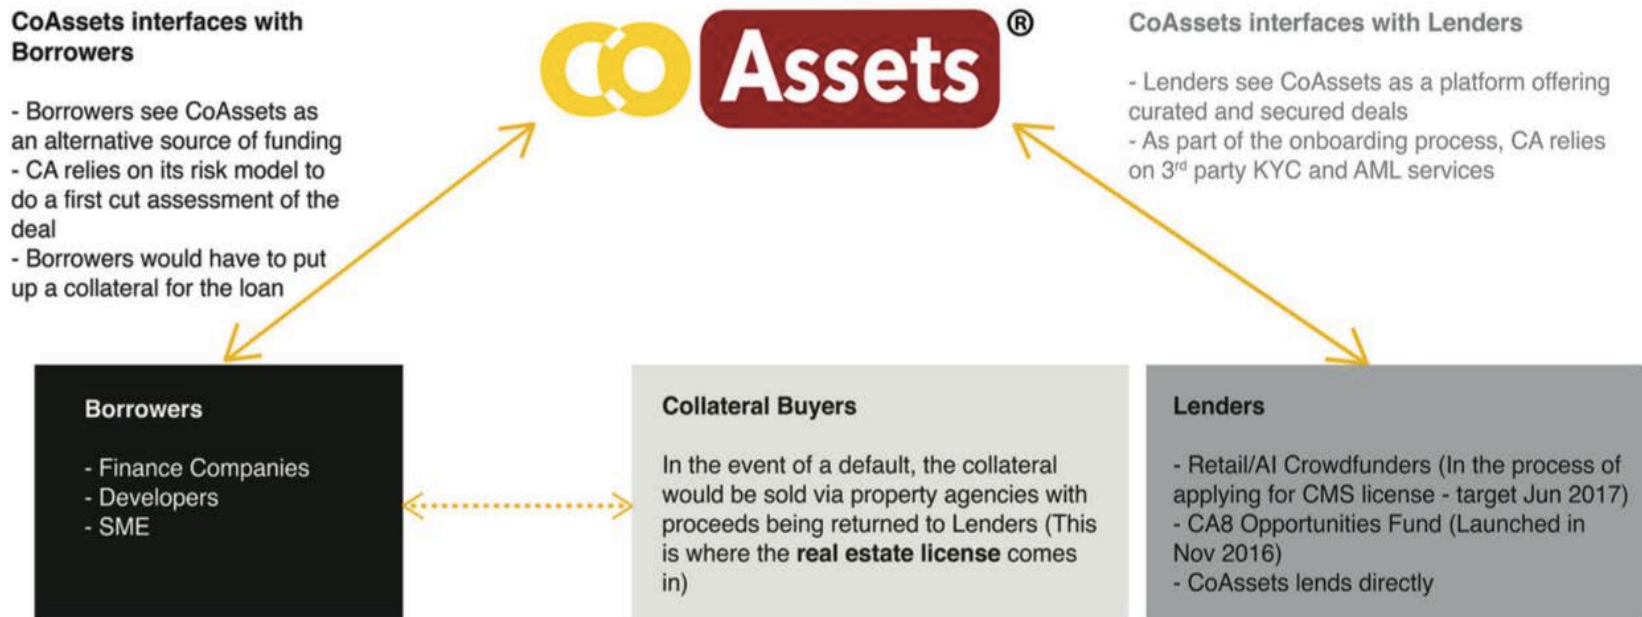 CoAssets interfaces with
Borrowers
- Borrowers see CoAssets as
an alternative source of funding
- CA relies on its risk model to
do a first cut assessment of the
deal
- Borrowers would have to put
up a collateral for the loan
CO Assets ®
CoAssets interfaces with Lenders
- Lenders see CoAssets as a platform offering
curated and secured deals
- As part of the onboarding process, CA relies
on 3rd party KYC and AML services
Borrowers
- Finance Companies
- Developers
- SME
Collateral Buyers
In the event of a default, the collateral
would be sold via property agencies with
proceeds being returned to Lenders (This
is where the real estate license comes
in)
Lenders
- Retail/AI Crowdfunders (In the process of
applying for CMS license - target Jun 2017)
- CA8 Opportunities Fund (Launched in
Nov 2016)
- CoAssets lends directly